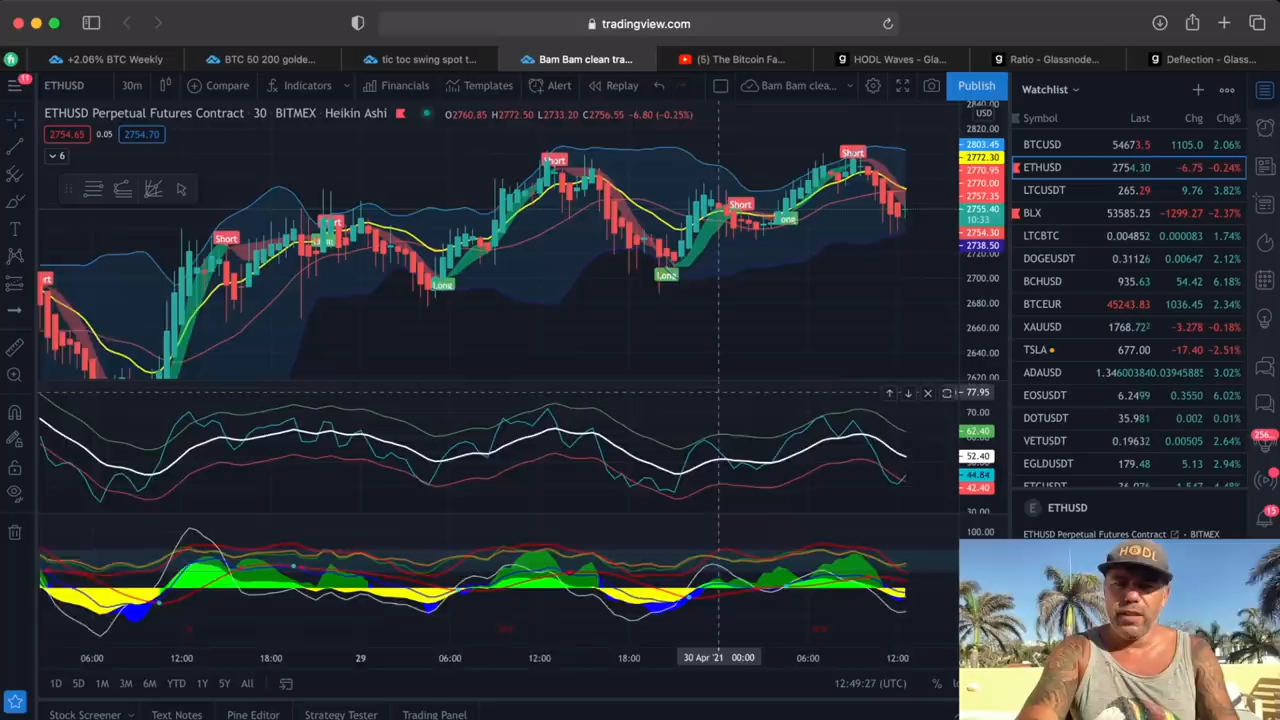 tradingview.com
+2.06% BTC Weekly
BTC 50 200 golde...
tic toc swing spot t...
Bam Bam clean tra...
(5) The Bitcoin Fa...
HODL Waves - Gla...
Ratio - Glassnode...
Deflection - Glass...
11
ETHUSD
30m
Compare
Indicators
Financials
Templates
Alert
Replay
Bam Bam clea...
Publish
Watchlist
ETHUSD Perpetual Futures Contract · 30 · BITMEX · Heikin Ashi
O2760.85 H2772.50 L2733.20 C2756.55 -6.80 (-0.25%)
2754.65
0.05
2754.70
6
USD
2820.00
2803.45
2772.30
2770.95
2770.00
2757.35
2755.40
10:33
2754.30
2738.50
2720.00
2700.00
2680.00
2660.00
2640.00
2620.00
Short
Short
Short
Short
Long
Long
Symbol Last Chg Chg%
BTCUSD 54673.5 1105.0 2.06%
ETHUSD 2754.30 -6.75 -0.24%
LTCUSDT 265.29 9.76 3.82%
BLX 53585.25 -1299.27 -2.37%
LTCBTC 0.004852 0.000083 1.74%
DOGEUSDT 0.31126 0.00647 2.12%
BCHUSD 935.63 54.42 6.18%
BTCEUR 45243.83 1036.45 2.34%
XAUUSD 1768.722 -3.278 -0.18%
TSLA 677.00 -17.40 -2.51%
ADAUSD 1.3460038 40.0394588 3.02%
EOSUSD 6.2499 0.3550 6.02%
DOTUSDT 35.981 0.002 0.01%
VETUSDT 0.19632 0.00505 2.64%
EGLDUSDT 179.48 5.13 2.94%
77.95
70.00
62.40
52.40
44.84
42.40
30.00
100.00
256...
15
ETHUSD
ETHUSD Perpetual Futures Contract · BITMEX
HODL
06:00
12:00
18:00
29
06:00
12:00
18:00
30 Apr '21 00:00
06:00
12:00
1D 5D 1M 3M 6M YTD 1Y 5Y All
12:49:27 (UTC)
%
Stock Screener
Text Notes
Pine Editor
Strategy Tester
Trading Panel